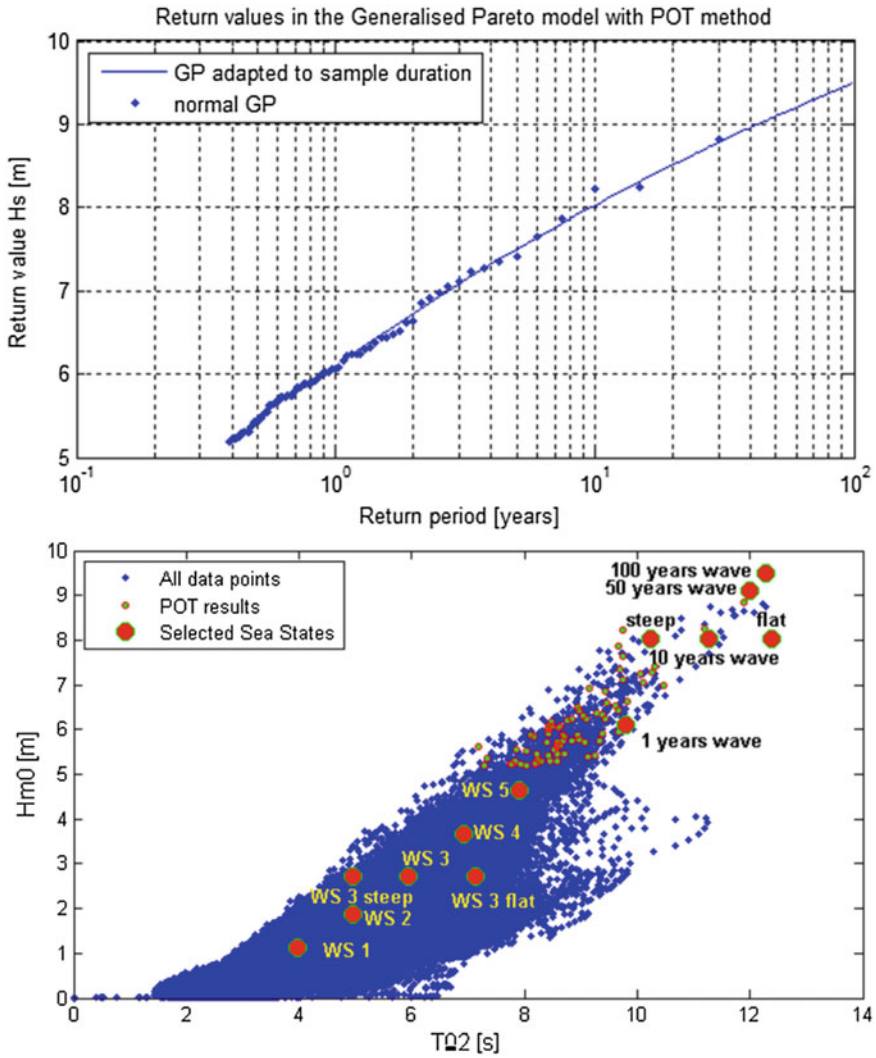 Return values in the Generalised Pareto model with POT method
GP adapted to sample duration
normal GP
Return value Hs [m]
10
9
8
7
6
5
10^-1
10^0
10^1
10^2
Return period [years]
All data points
POT results
Selected Sea States
Hm0 [m]
10
9
8
7
6
5
4
3
2
1
0
100 years wave
50 years wave
steep
flat
10 years wave
1 years wave
WS 5
WS 4
WS 3
WS 3 steep
WS 3 flat
WS 2
WS 1
0
2
4
6
8
10
12
14
TΩ2 [s]